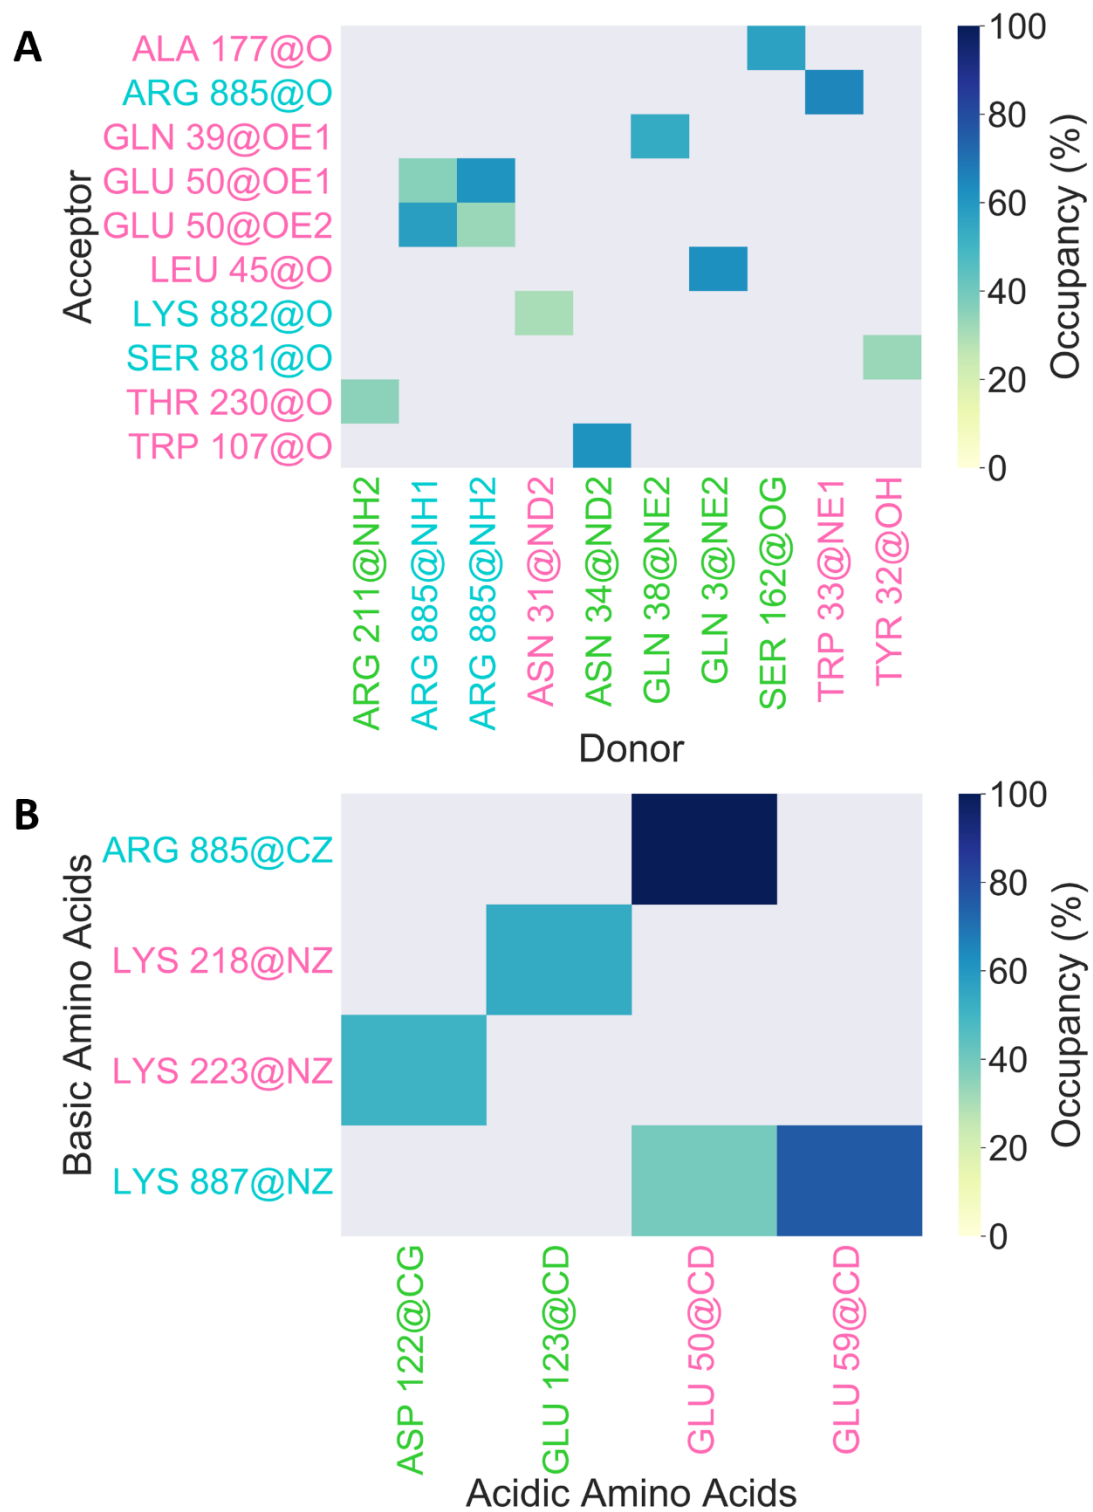 A
ALA 177@O
ARG 885@O
GLN 39@OE1
GLU 50@OE1
GLU 50@OE2
LEU 45@O
LYS 882@O
SER 881@O
THR 230@O
TRP 107@O
Acceptor
ARG 211@NH2
ARG 885@NH1
ARG 885@NH2
ASN 31@ND2
ASN 34@ND2
GLN 38@NE2
GLN 3@NE2
SER 162@OG
TRP 33@NE1
TYR 32@OH
Donor
100
80
60
40
20
0
Occupancy (%)
B
ARG 885@CZ
LYS 218@NZ
LYS 223@NZ
LYS 887@NZ
Basic Amino Acids
ASP 122@CG
GLU 123@CD
GLU 50@CD
GLU 59@CD
Acidic Amino Acids
100
80
60
40
20
0
Occupancy (%)